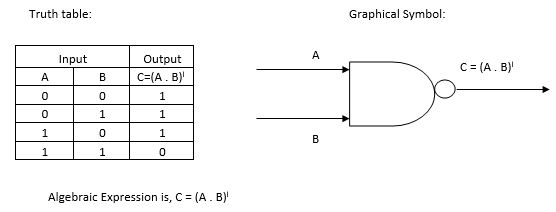 Truth table:
Graphical Symbol:
Input Output
A B C=(A . B)ˡ
0 0 1
0 1 1
1 0 1
1 1 0
A
B
C = (A . B)ˡ
Algebraic Expression is, C = (A . B)ˡ